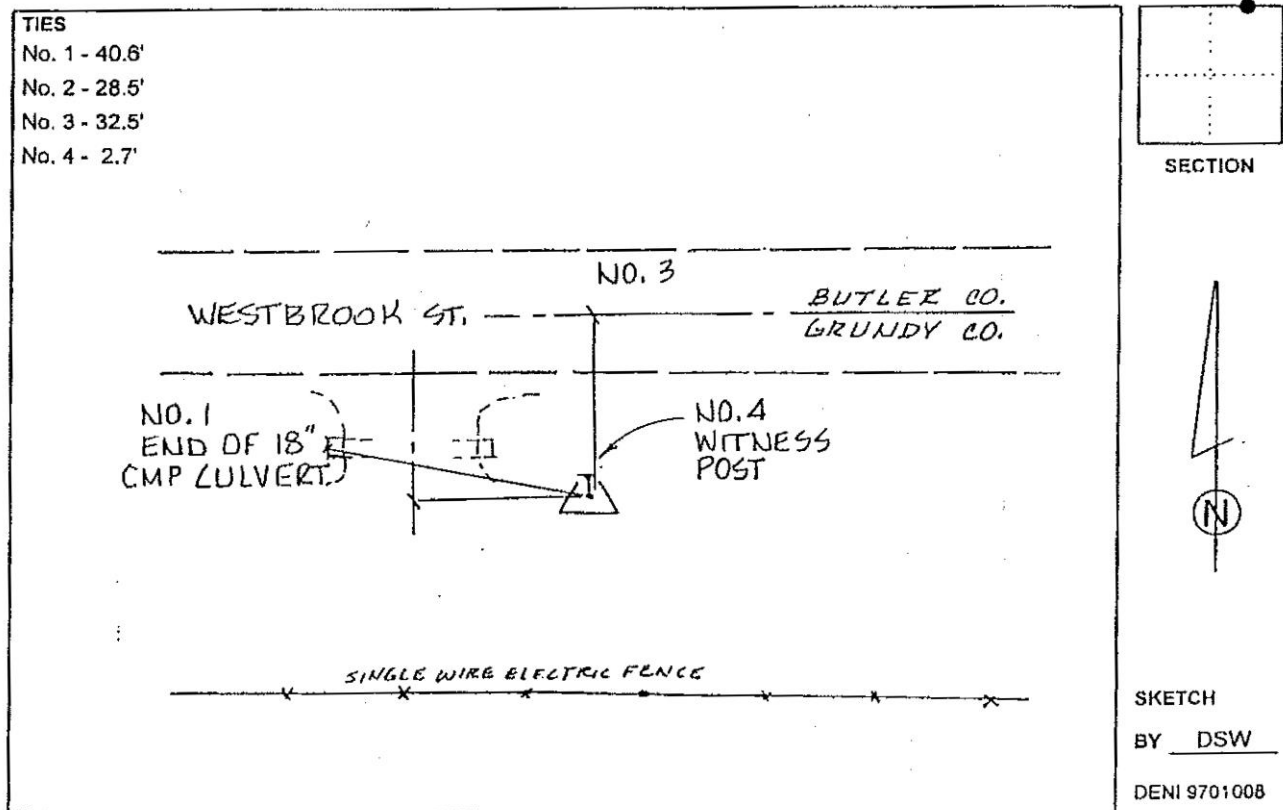 TIES
No. 1 - 40.6'
No. 2 - 28.5'
No. 3 - 32.5'
No. 4 - 2.7'
SECTION
NO. 3
WESTBROOK ST.
BUTLER CO.
GRUNDY CO.
NO. 1
END OF 18"
CMP CULVERT
NO. 4
WITNESS
POST
N
SINGLE WIRE ELECTRIC FENCE
SKETCH
BY DSW
DENI 9701008